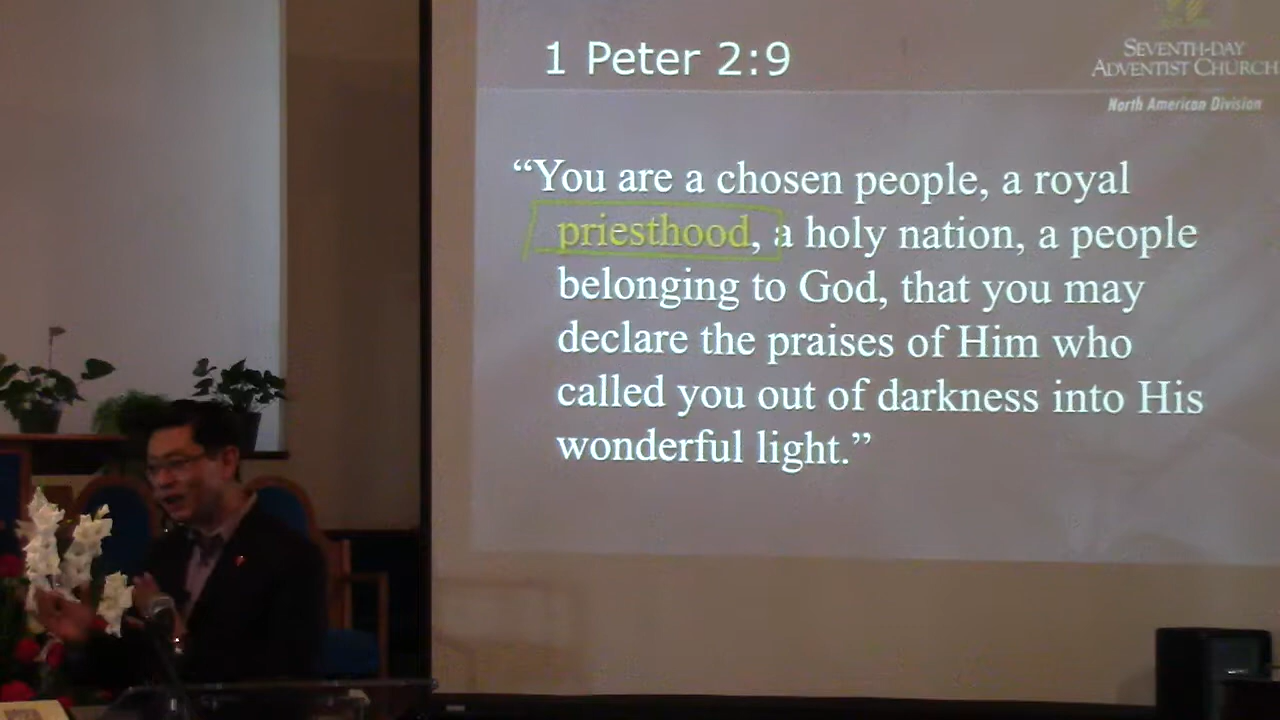 1 Peter 2:9
SEVENTH-DAY
ADVENTIST CHURCH
North American Division
“You are a chosen people, a royal
priesthood, a holy nation, a people
belonging to God, that you may
declare the praises of Him who
called you out of darkness into His
wonderful light.”